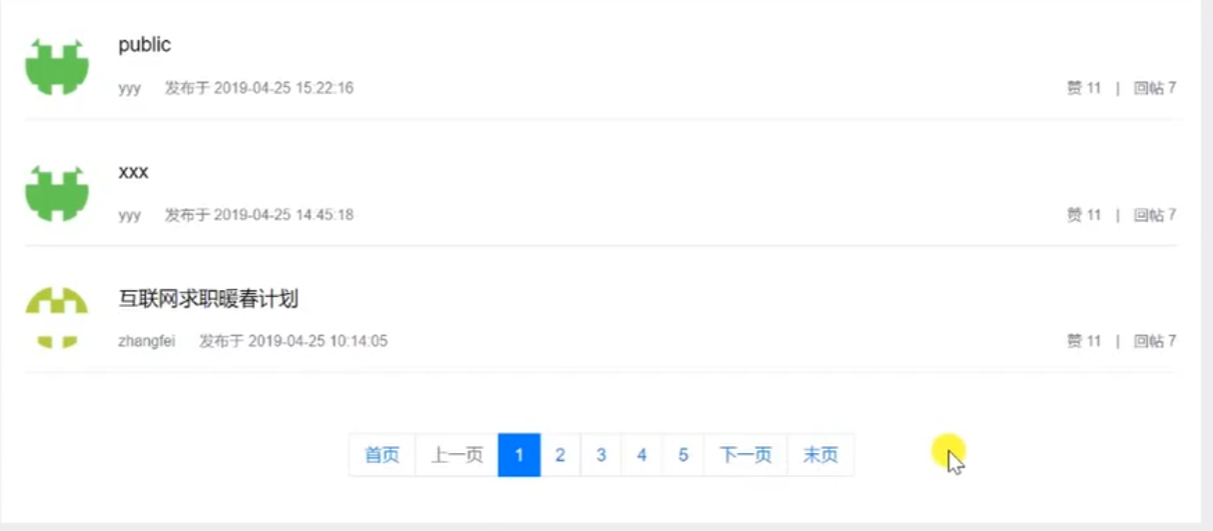 public
yyy 发布于 2019-04-25 15:22:16 赞 11 | 回帖 7
xxx
yyy 发布于 2019-04-25 14:45:18 赞 11 | 回帖 7
互联网求职暖春计划
zhangfei 发布于 2019-04-25 10:14:05 赞 11 | 回帖 7
首页 上一页 1 2 3 4 5 下一页 末页